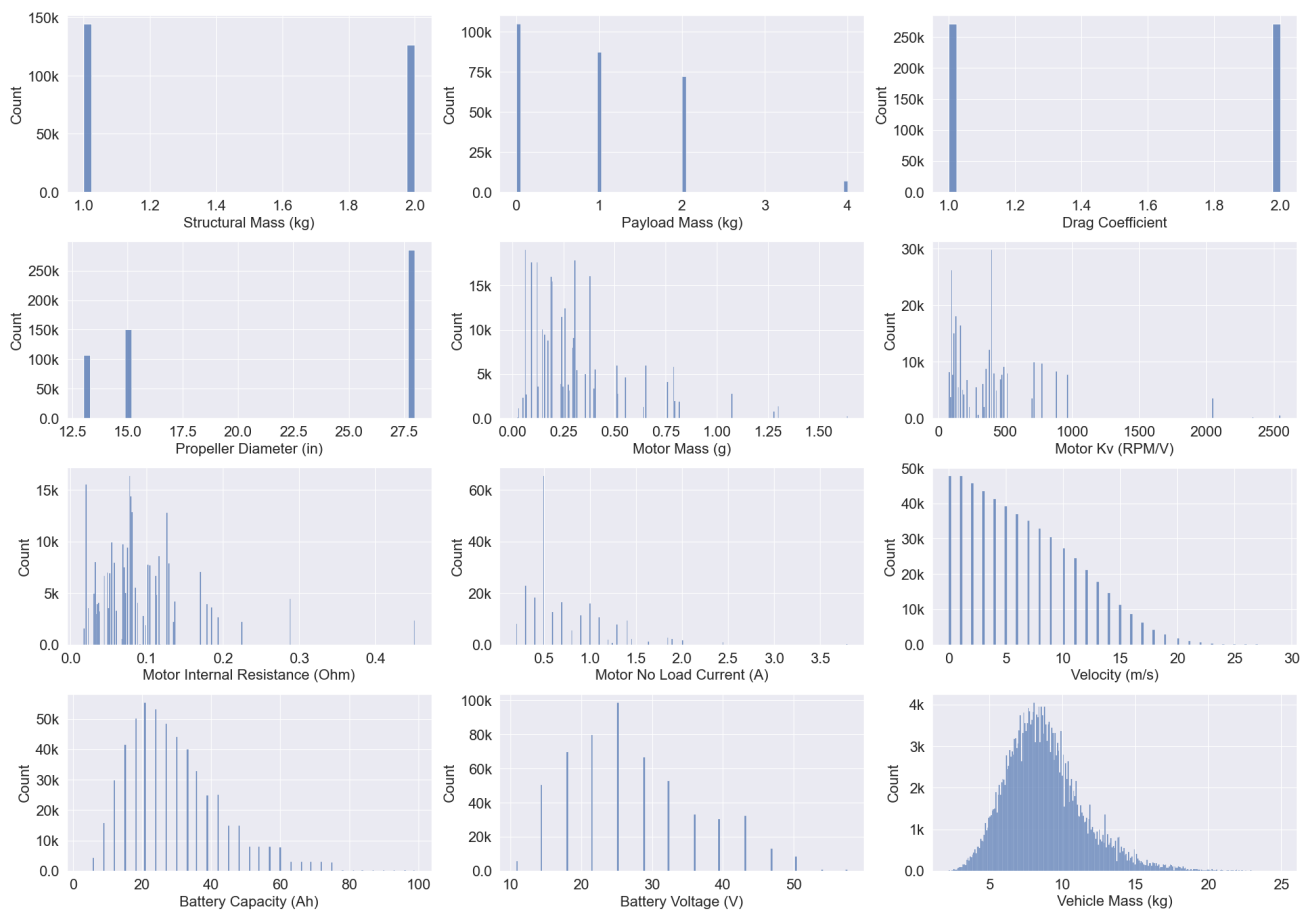 150k
100k
50k
0.0
Count
1.0 1.2 1.4 1.6 1.8 2.0
Structural Mass (kg)
100k
75k
50k
25k
0.0
Count
0 1 2 3 4
Payload Mass (kg)
250k
200k
150k
100k
50k
0.0
Count
1.0 1.2 1.4 1.6 1.8 2.0
Drag Coefficient
250k
200k
150k
100k
50k
0.0
Count
12.5 15.0 17.5 20.0 22.5 25.0 27.5
Propeller Diameter (in)
15k
10k
5k
0.0
Count
0.00 0.25 0.50 0.75 1.00 1.25 1.50
Motor Mass (g)
30k
20k
10k
0.0
Count
0 500 1000 1500 2000 2500
Motor Kv (RPM/V)
15k
10k
5k
0.0
Count
0.0 0.1 0.2 0.3 0.4
Motor Internal Resistance (Ohm)
60k
40k
20k
0.0
Count
0.5 1.0 1.5 2.0 2.5 3.0 3.5
Motor No Load Current (A)
50k
40k
30k
20k
10k
0.0
Count
0 5 10 15 20 25 30
Velocity (m/s)
50k
40k
30k
20k
10k
0.0
Count
0 20 40 60 80 100
Battery Capacity (Ah)
100k
80k
60k
40k
20k
0.0
Count
10 20 30 40 50
Battery Voltage (V)
4k
3k
2k
1k
0.0
Count
5 10 15 20 25
Vehicle Mass (kg)